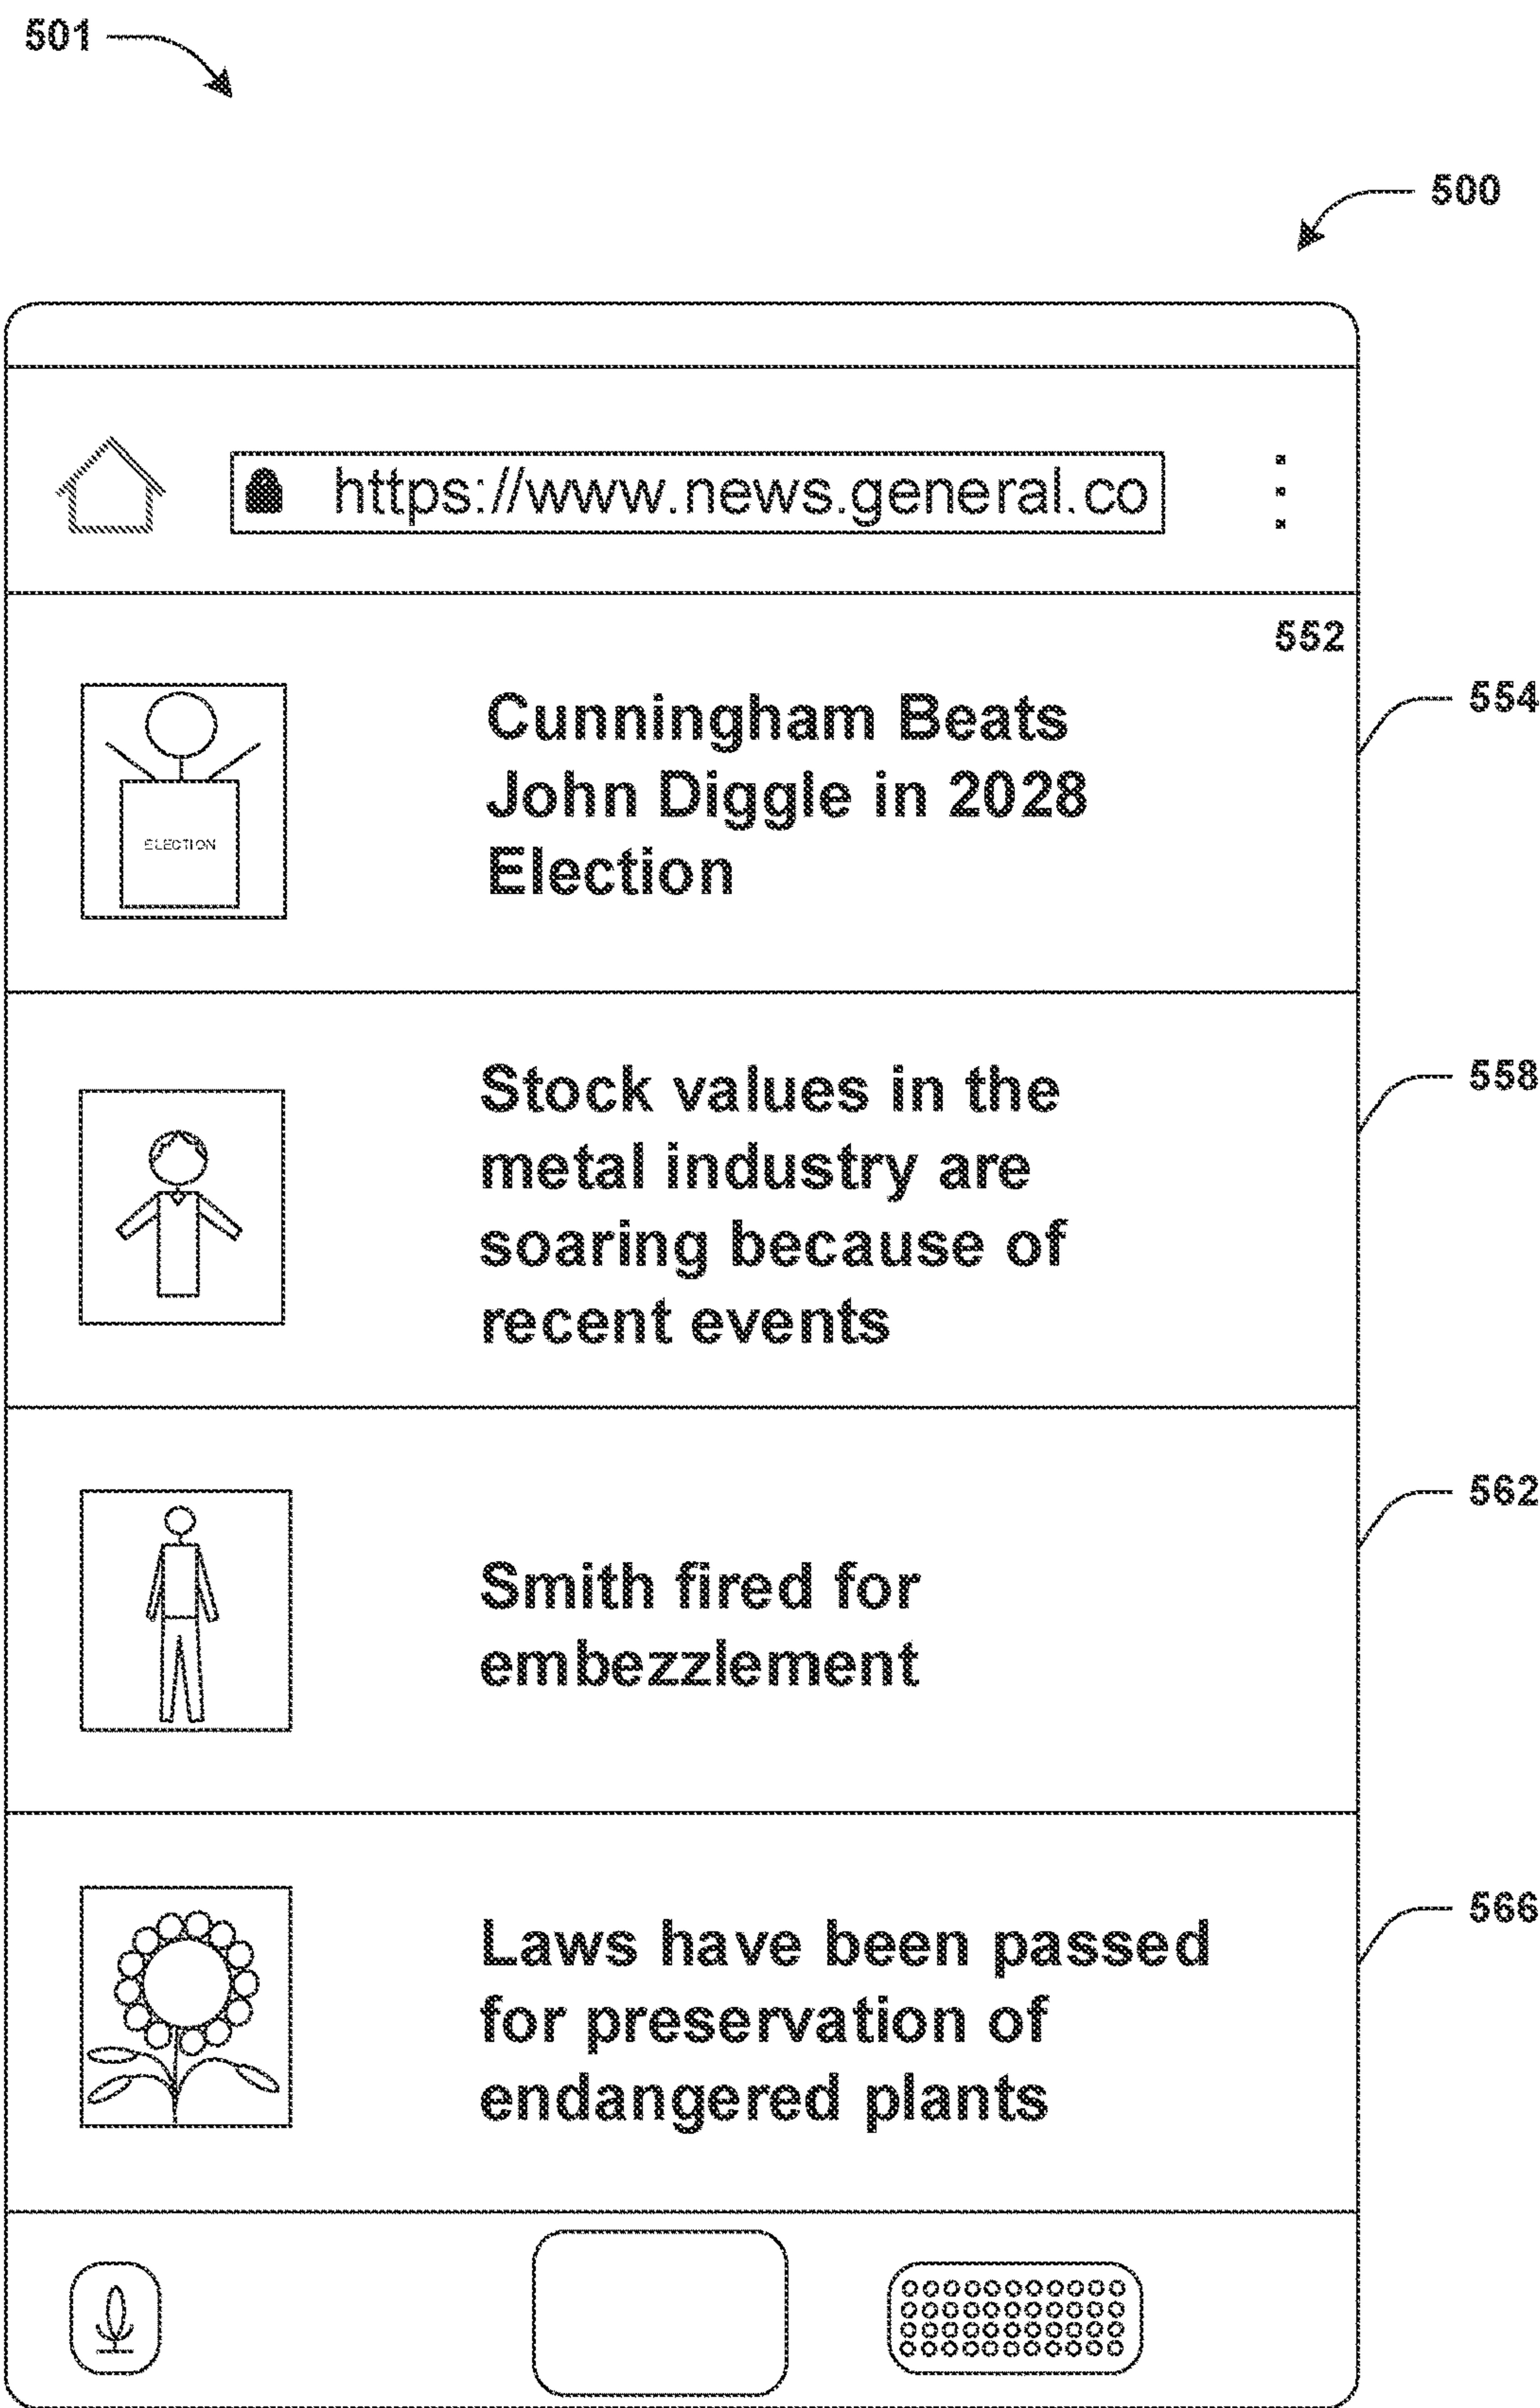 501
500
https://www.news.general.co
552
554
Cunningham Beats
John Diggle in 2028
Election
ELECTION
558
Stock values in the
metal industry are
soaring because of
recent events
562
Smith fired for
embezzlement
566
Laws have been passed
for preservation of
endangered plants